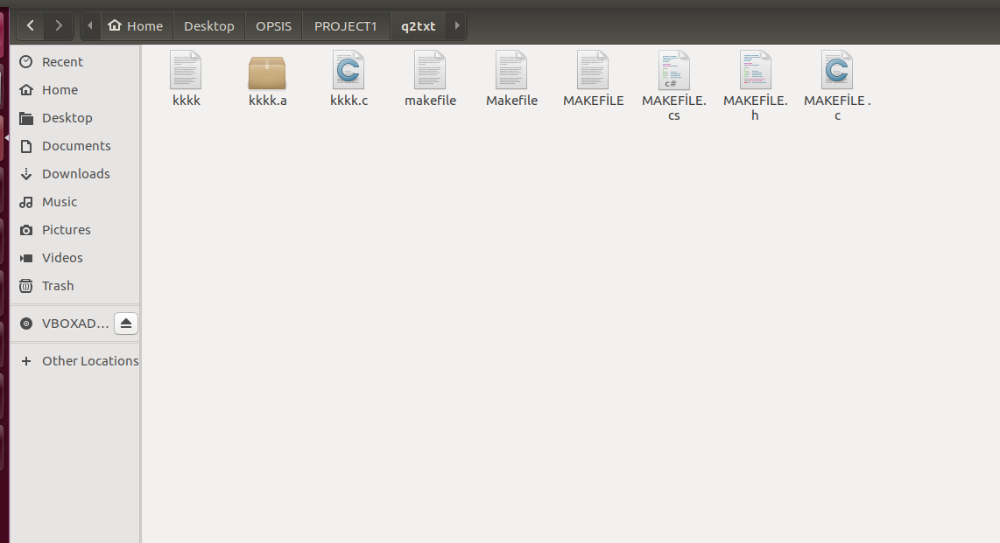 Home
Desktop
OPSIS
PROJECT1
q2txt
Recent
Home
Desktop
Documents
Downloads
Music
Pictures
Videos
Trash
VBOXAD...
Other Locations
kkkk
kkkk.a
kkkk.c
makefile
Makefile
MAKEFİLE
MAKEFİLE.
cs
MAKEFİLE.
h
MAKEFİLE .
c
c#